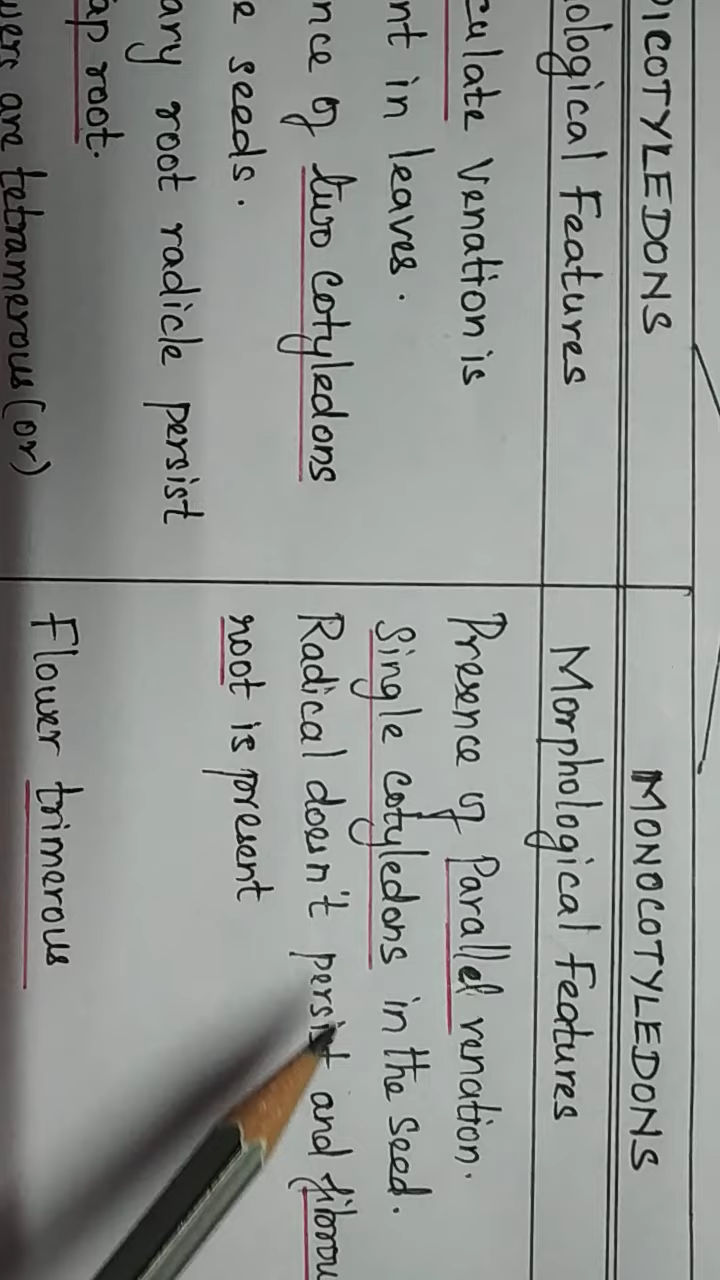 DICOTYLEDONS
ological Features
culate Venation is
nt in leaves.
nce of two cotyledons
e seeds.
ary root radicle persist
ap root.
wers are tetramerous (or)
MONOCOTYLEDONS
Morphological Features
Presence of Parallel venation.
Single cotyledons in the seed.
Radical doesn't persist and fibrou
root is present
Flower trimerous